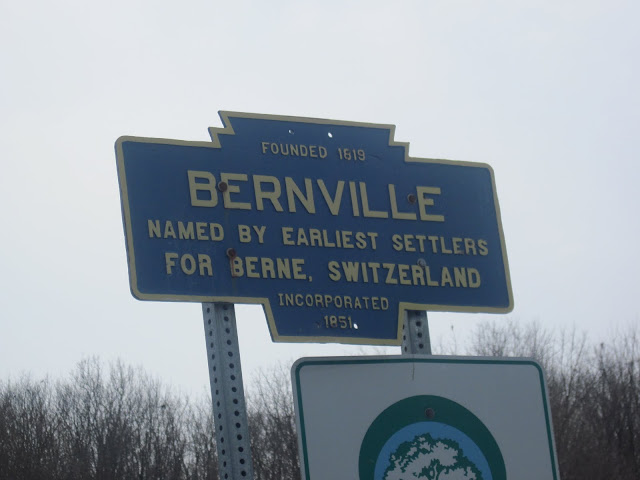 FOUNDED 1819
BERNVILLE
NAMED BY EARLIEST SETTLERS
FOR BERNE, SWITZERLAND
INCORPORATED
1851